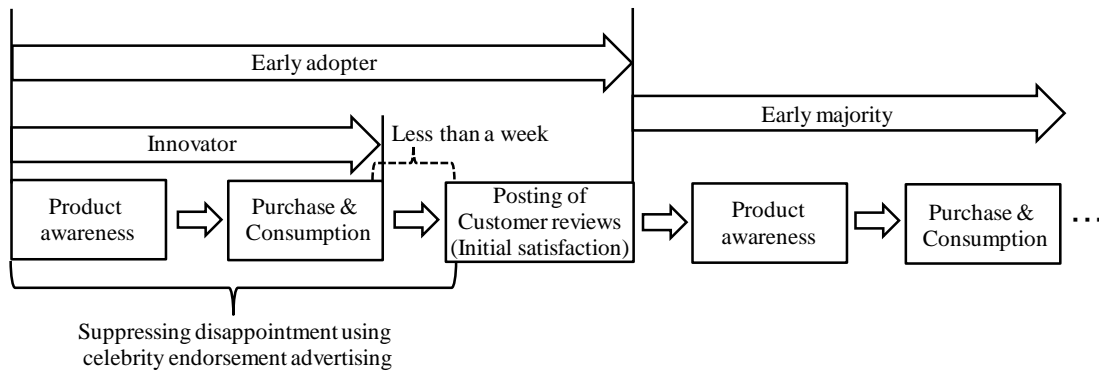 Early adopter
Early majority
Innovator
Less than a week
Product
awareness
Purchase &
Consumption
Posting of
Customer reviews
(Initial satisfaction)
Product
awareness
Purchase &
Consumption
...
Suppressing disappointment using
celebrity endorsement advertising